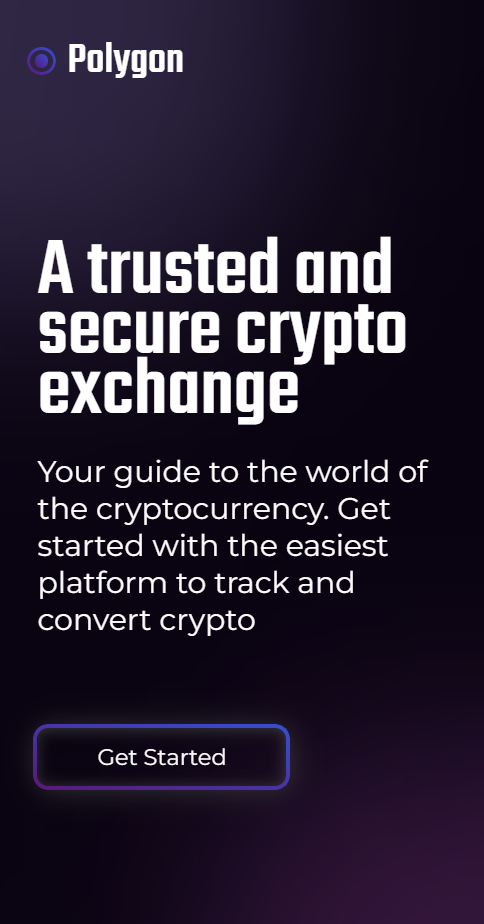 Polygon
A trusted and
secure crypto
exchange
Your guide to the world of
the cryptocurrency. Get
started with the easiest
platform to track and
convert crypto
Get Started